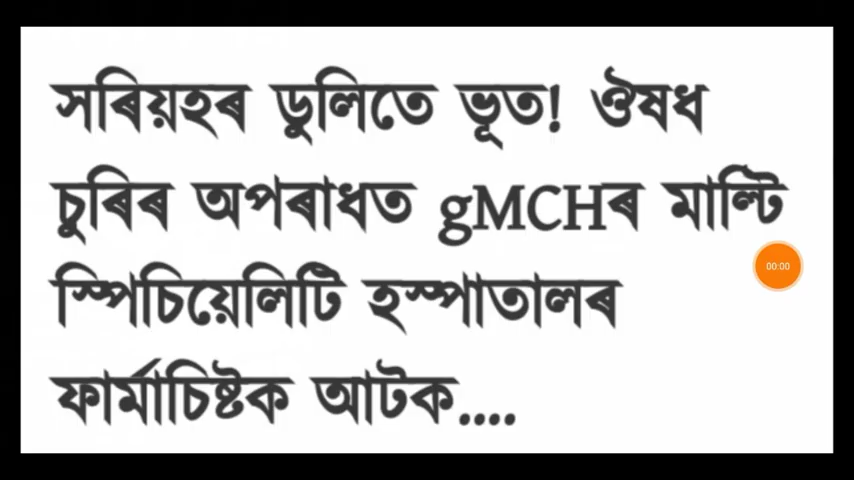 সৰিয়হৰ ডুলিতে ভূত! ঔষধ
চুৰিৰ অপৰাধত gMCHৰ মাল্টি
স্পিচিয়েলিটি হস্পাতালৰ
ফাৰ্মাচিষ্টক আটক....
00:00